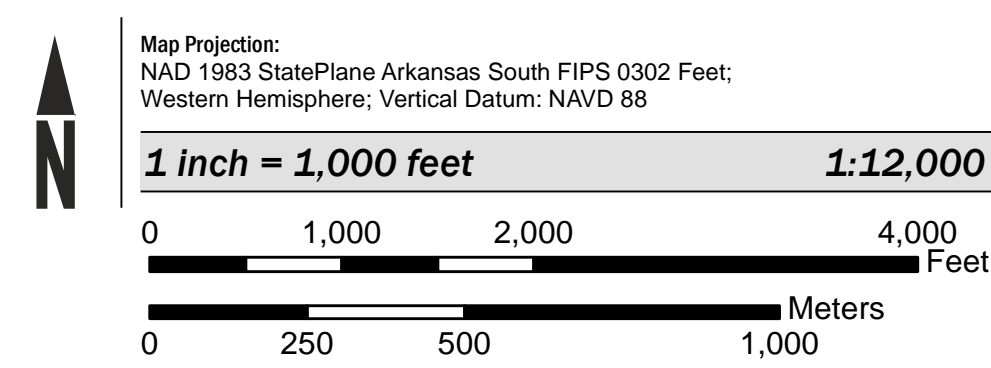 N
Map Projection:
NAD 1983 StatePlane Arkansas South FIPS 0302 Feet;
Western Hemisphere; Vertical Datum: NAVD 88
1 inch = 1,000 feet 1:12,000
0 1,000 2,000 4,000
Feet
Meters
0 250 500 1,000